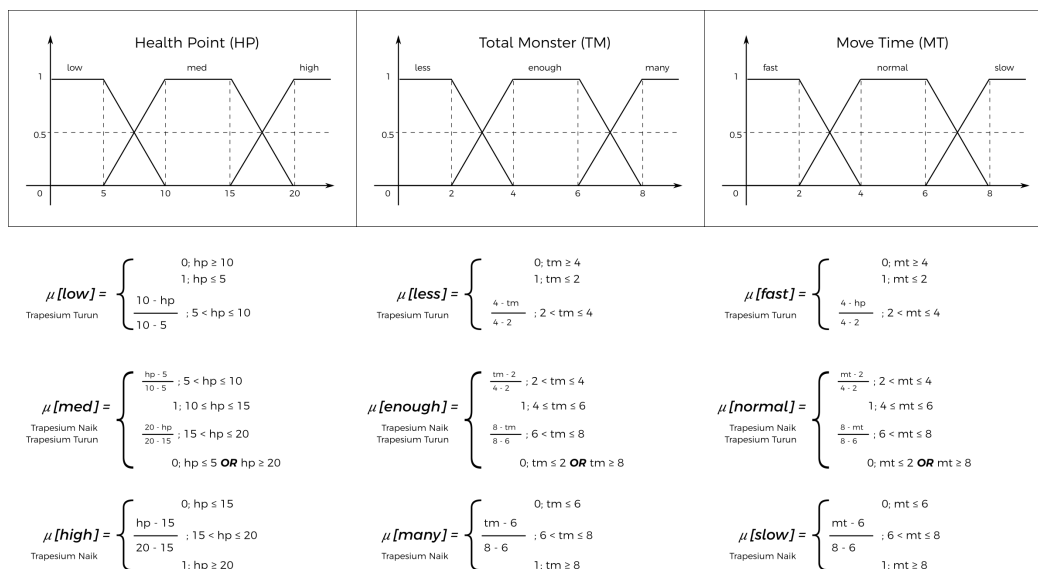 Health Point (HP)
low med high
1
0.5
0 5 10 15 20
Total Monster (TM)
less enough many
1
0.5
0 2 4 6 8
Move Time (MT)
fast normal slow
1
0.5
0 2 4 6 8
0; hp ≥ 10
1; hp ≤ 5
μ [low] =
Trapesium Turun
10 - hp
10 - 5
; 5 < hp ≤ 10
0; tm ≥ 4
1; tm ≤ 2
μ [less] =
Trapesium Turun
4 - tm
4 - 2
; 2 < tm ≤ 4
0; mt ≥ 4
1; mt ≤ 2
μ [fast] =
Trapesium Turun
4 - hp
4 - 2
; 2 < mt ≤ 4
hp - 5
10 - 5
; 5 < hp ≤ 10
μ [med] =
1; 10 ≤ hp ≤ 15
Trapesium Naik
Trapesium Turun
20 - hp
20 - 15
; 15 < hp ≤ 20
0; hp ≤ 5 OR hp ≥ 20
tm - 2
4 - 2
; 2 < tm ≤ 4
μ [enough] =
1; 4 ≤ tm ≤ 6
Trapesium Naik
Trapesium Turun
8 - tm
8 - 6
; 6 < tm ≤ 8
0; tm ≤ 2 OR tm ≥ 8
mt - 2
4 - 2
; 2 < mt ≤ 4
μ [normal] =
1; 4 ≤ mt ≤ 6
Trapesium Naik
Trapesium Turun
8 - mt
8 - 6
; 6 < mt ≤ 8
0; mt ≤ 2 OR mt ≥ 8
0; hp ≤ 15
μ [high] =
Trapesium Naik
hp - 15
20 - 15
; 15 < hp ≤ 20
1; hp ≥ 20
0; tm ≤ 6
μ [many] =
Trapesium Naik
tm - 6
8 - 6
; 6 < tm ≤ 8
1; tm ≥ 8
0; mt ≤ 6
μ [slow] =
Trapesium Naik
mt - 6
8 - 6
; 6 < mt ≤ 8
1; mt ≥ 8